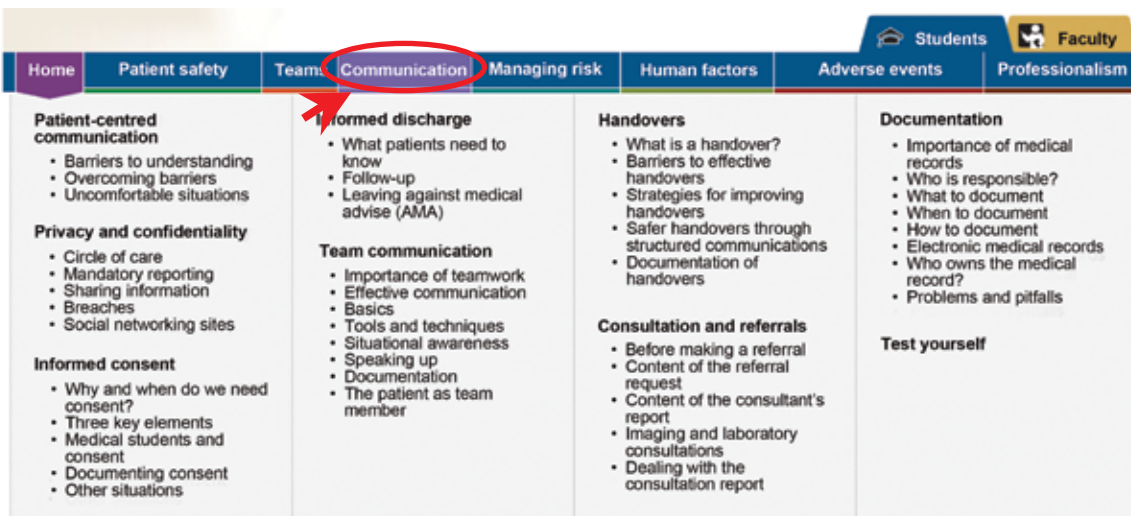 Students
Faculty
Home
Patient safety
Teams
Communication
Managing risk
Human factors
Adverse events
Professionalism
Patient-centred
communication
• Barriers to understanding
• Overcoming barriers
• Uncomfortable situations
Privacy and confidentiality
• Circle of care
• Mandatory reporting
• Sharing information
• Breaches
• Social networking sites
Informed consent
• Why and when do we need
consent?
• Three key elements
• Medical students and
consent
• Documenting consent
• Other situations
Informed discharge
• What patients need to
know
• Follow-up
• Leaving against medical
advise (AMA)
Team communication
• Importance of teamwork
• Effective communication
• Basics
• Tools and techniques
• Situational awareness
• Speaking up
• Documentation
• The patient as team
member
Handovers
• What is a handover?
• Barriers to effective
handovers
• Strategies for improving
handovers
• Safer handovers through
structured communications
• Documentation of
handovers
Consultation and referrals
• Before making a referral
• Content of the referral
request
• Content of the consultant's
report
• Imaging and laboratory
consultations
• Dealing with the
consultation report
Documentation
• Importance of medical
records
• Who is responsible?
• What to document
• When to document
• How to document
• Electronic medical records
• Who owns the medical
record?
• Problems and pitfalls
Test yourself